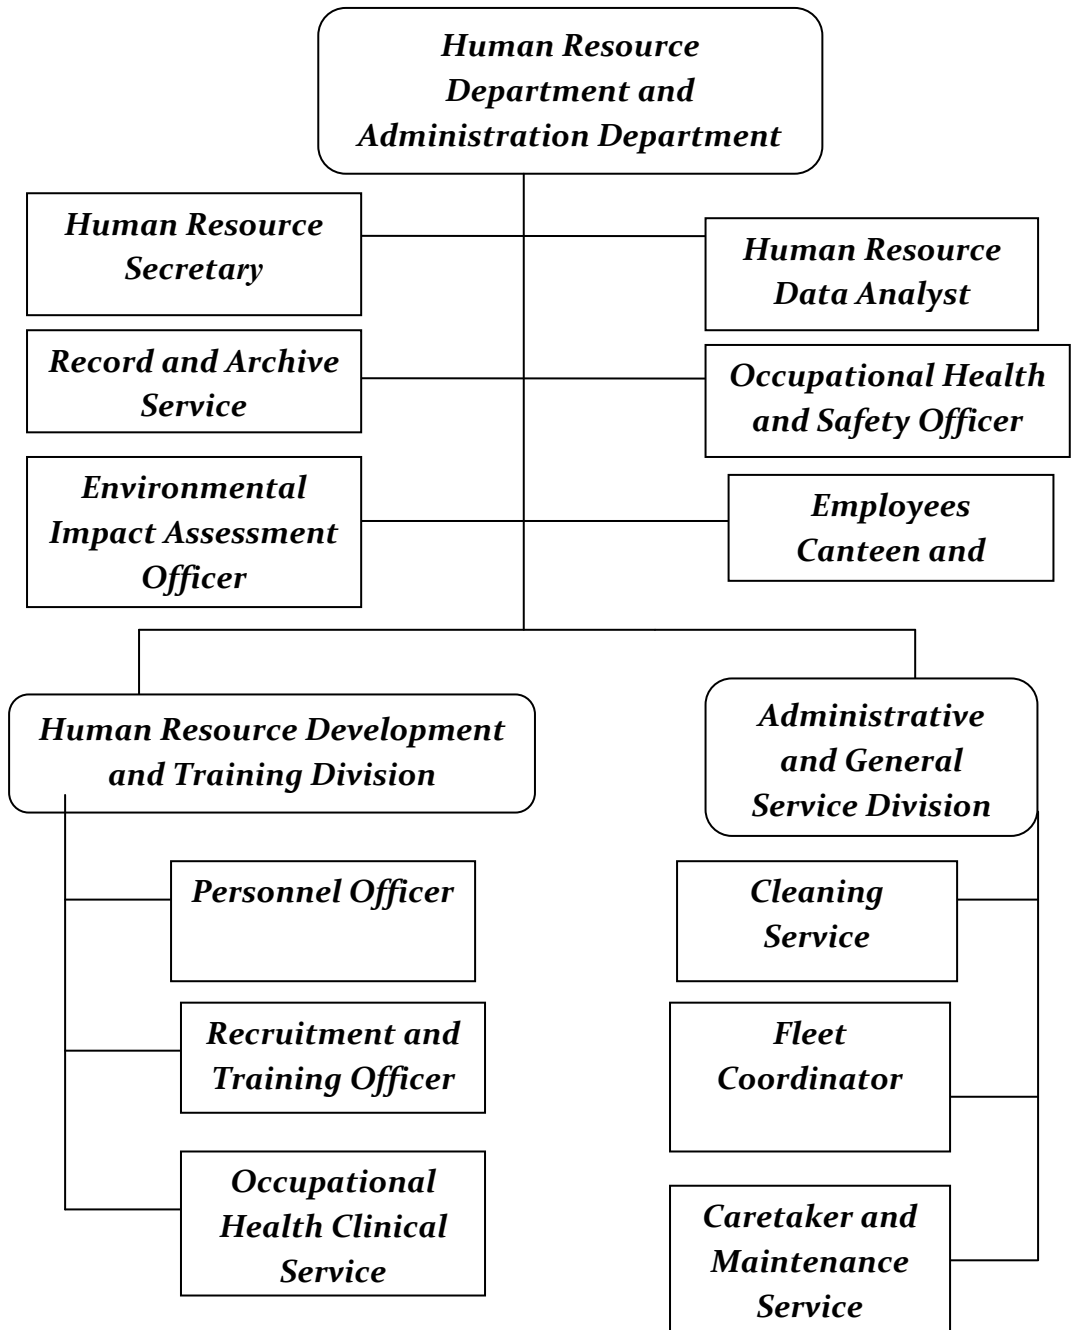 Human Resource
Department and
Administration Department
Human Resource
Secretary
Human Resource
Data Analyst
Record and Archive
Service
Occupational Health
and Safety Officer
Environmental
Impact Assessment
Officer
Employees
Canteen and
Human Resource Development
and Training Division
Administrative
and General
Service Division
Personnel Officer
Cleaning
Service
Recruitment and
Training Officer
Fleet
Coordinator
Occupational
Health Clinical
Service
Caretaker and
Maintenance
Service